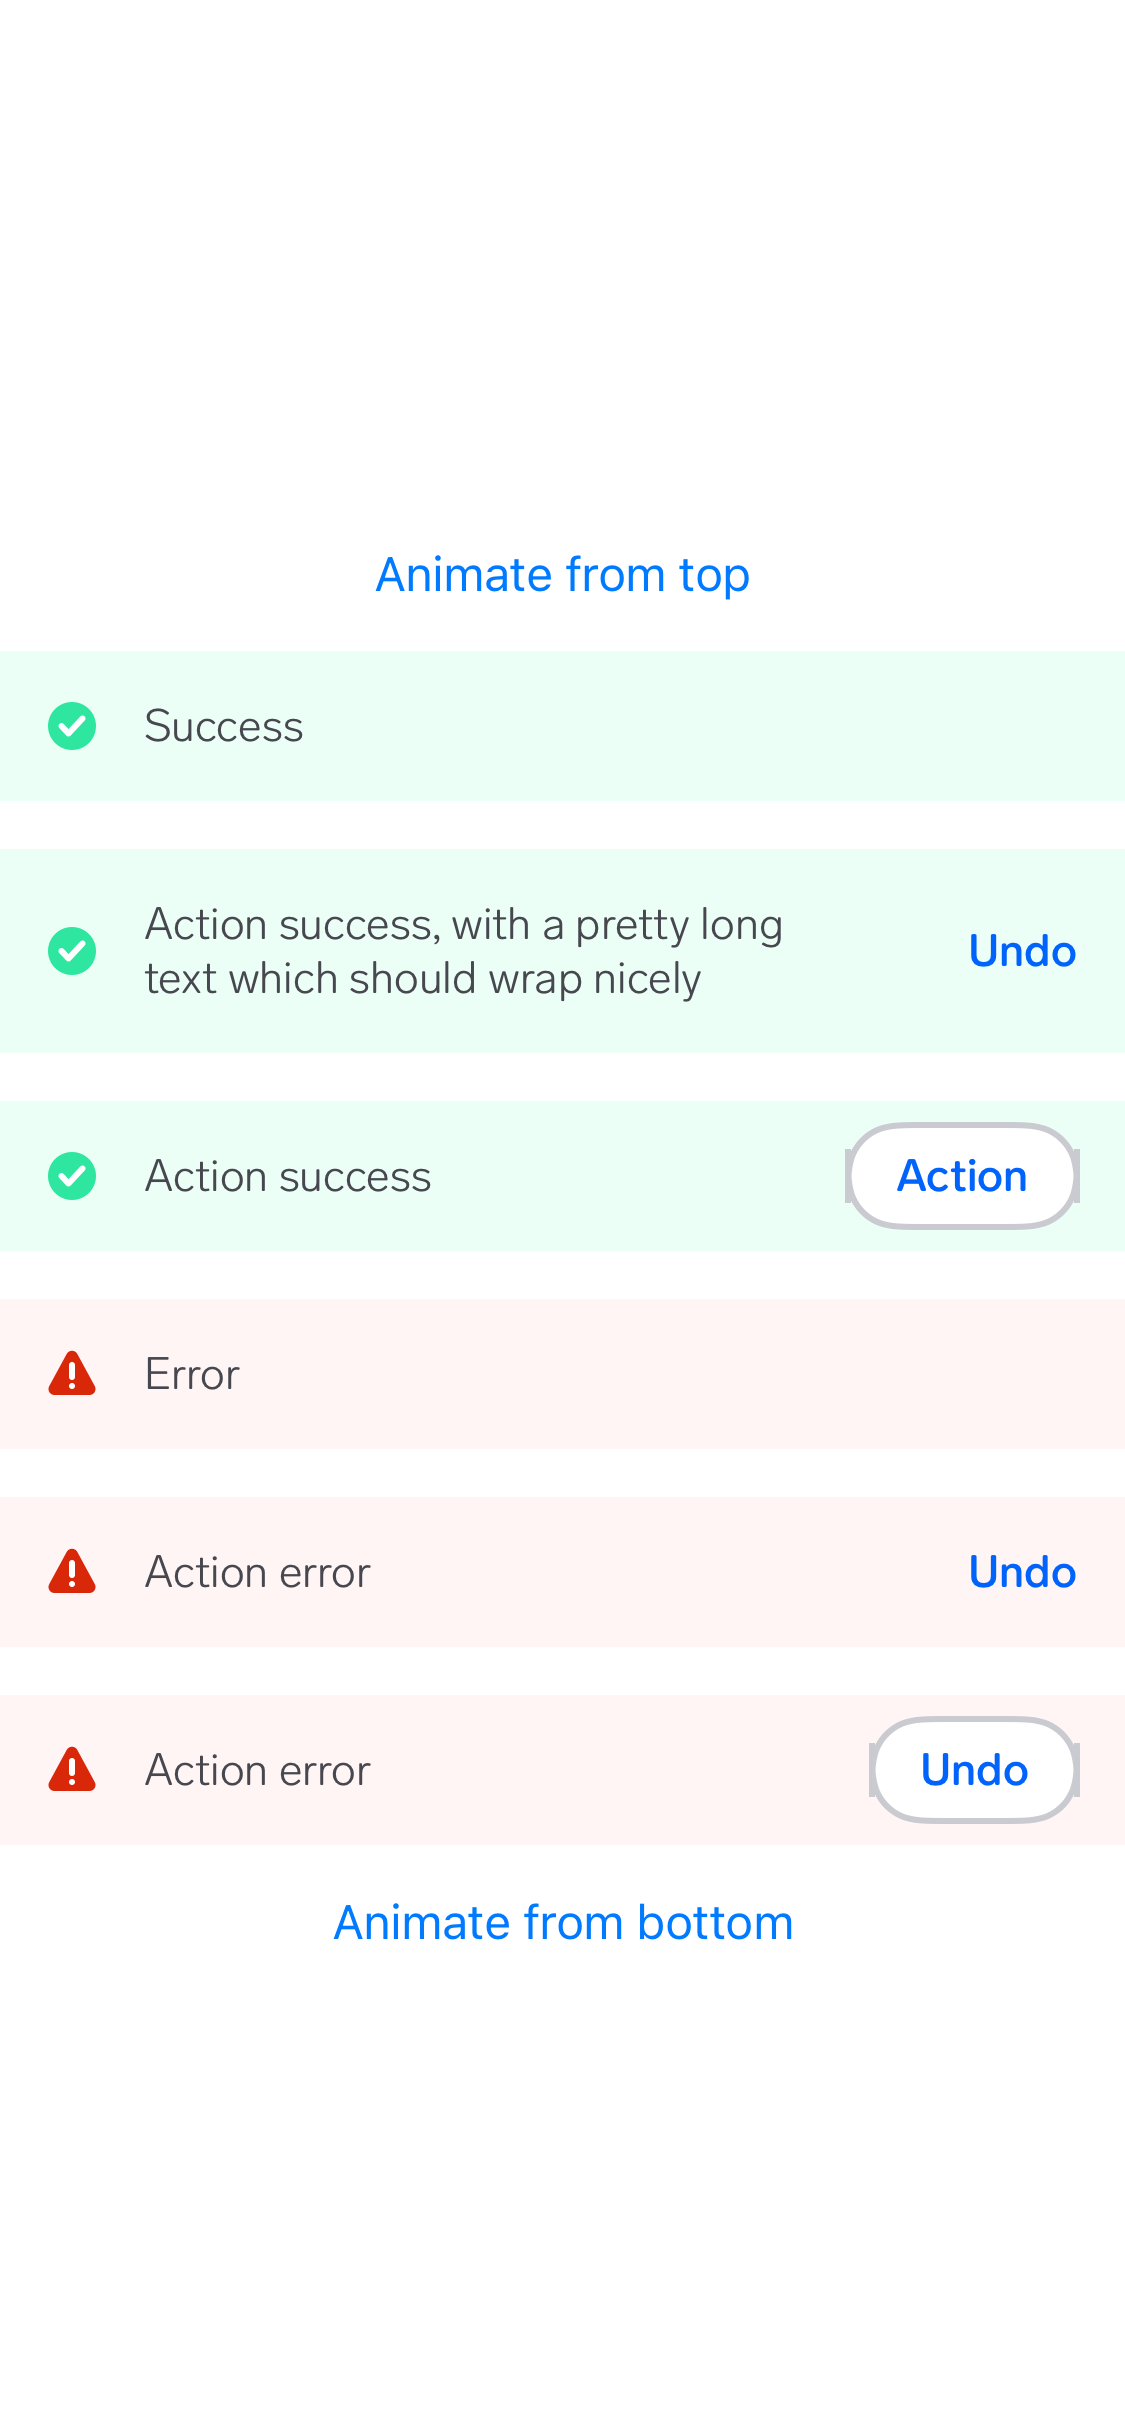 Animate from top
Success
Action success, with a pretty long
text which should wrap nicely
Undo
Action success
Action
Error
Action error
Undo
Action error
Undo
Animate from bottom